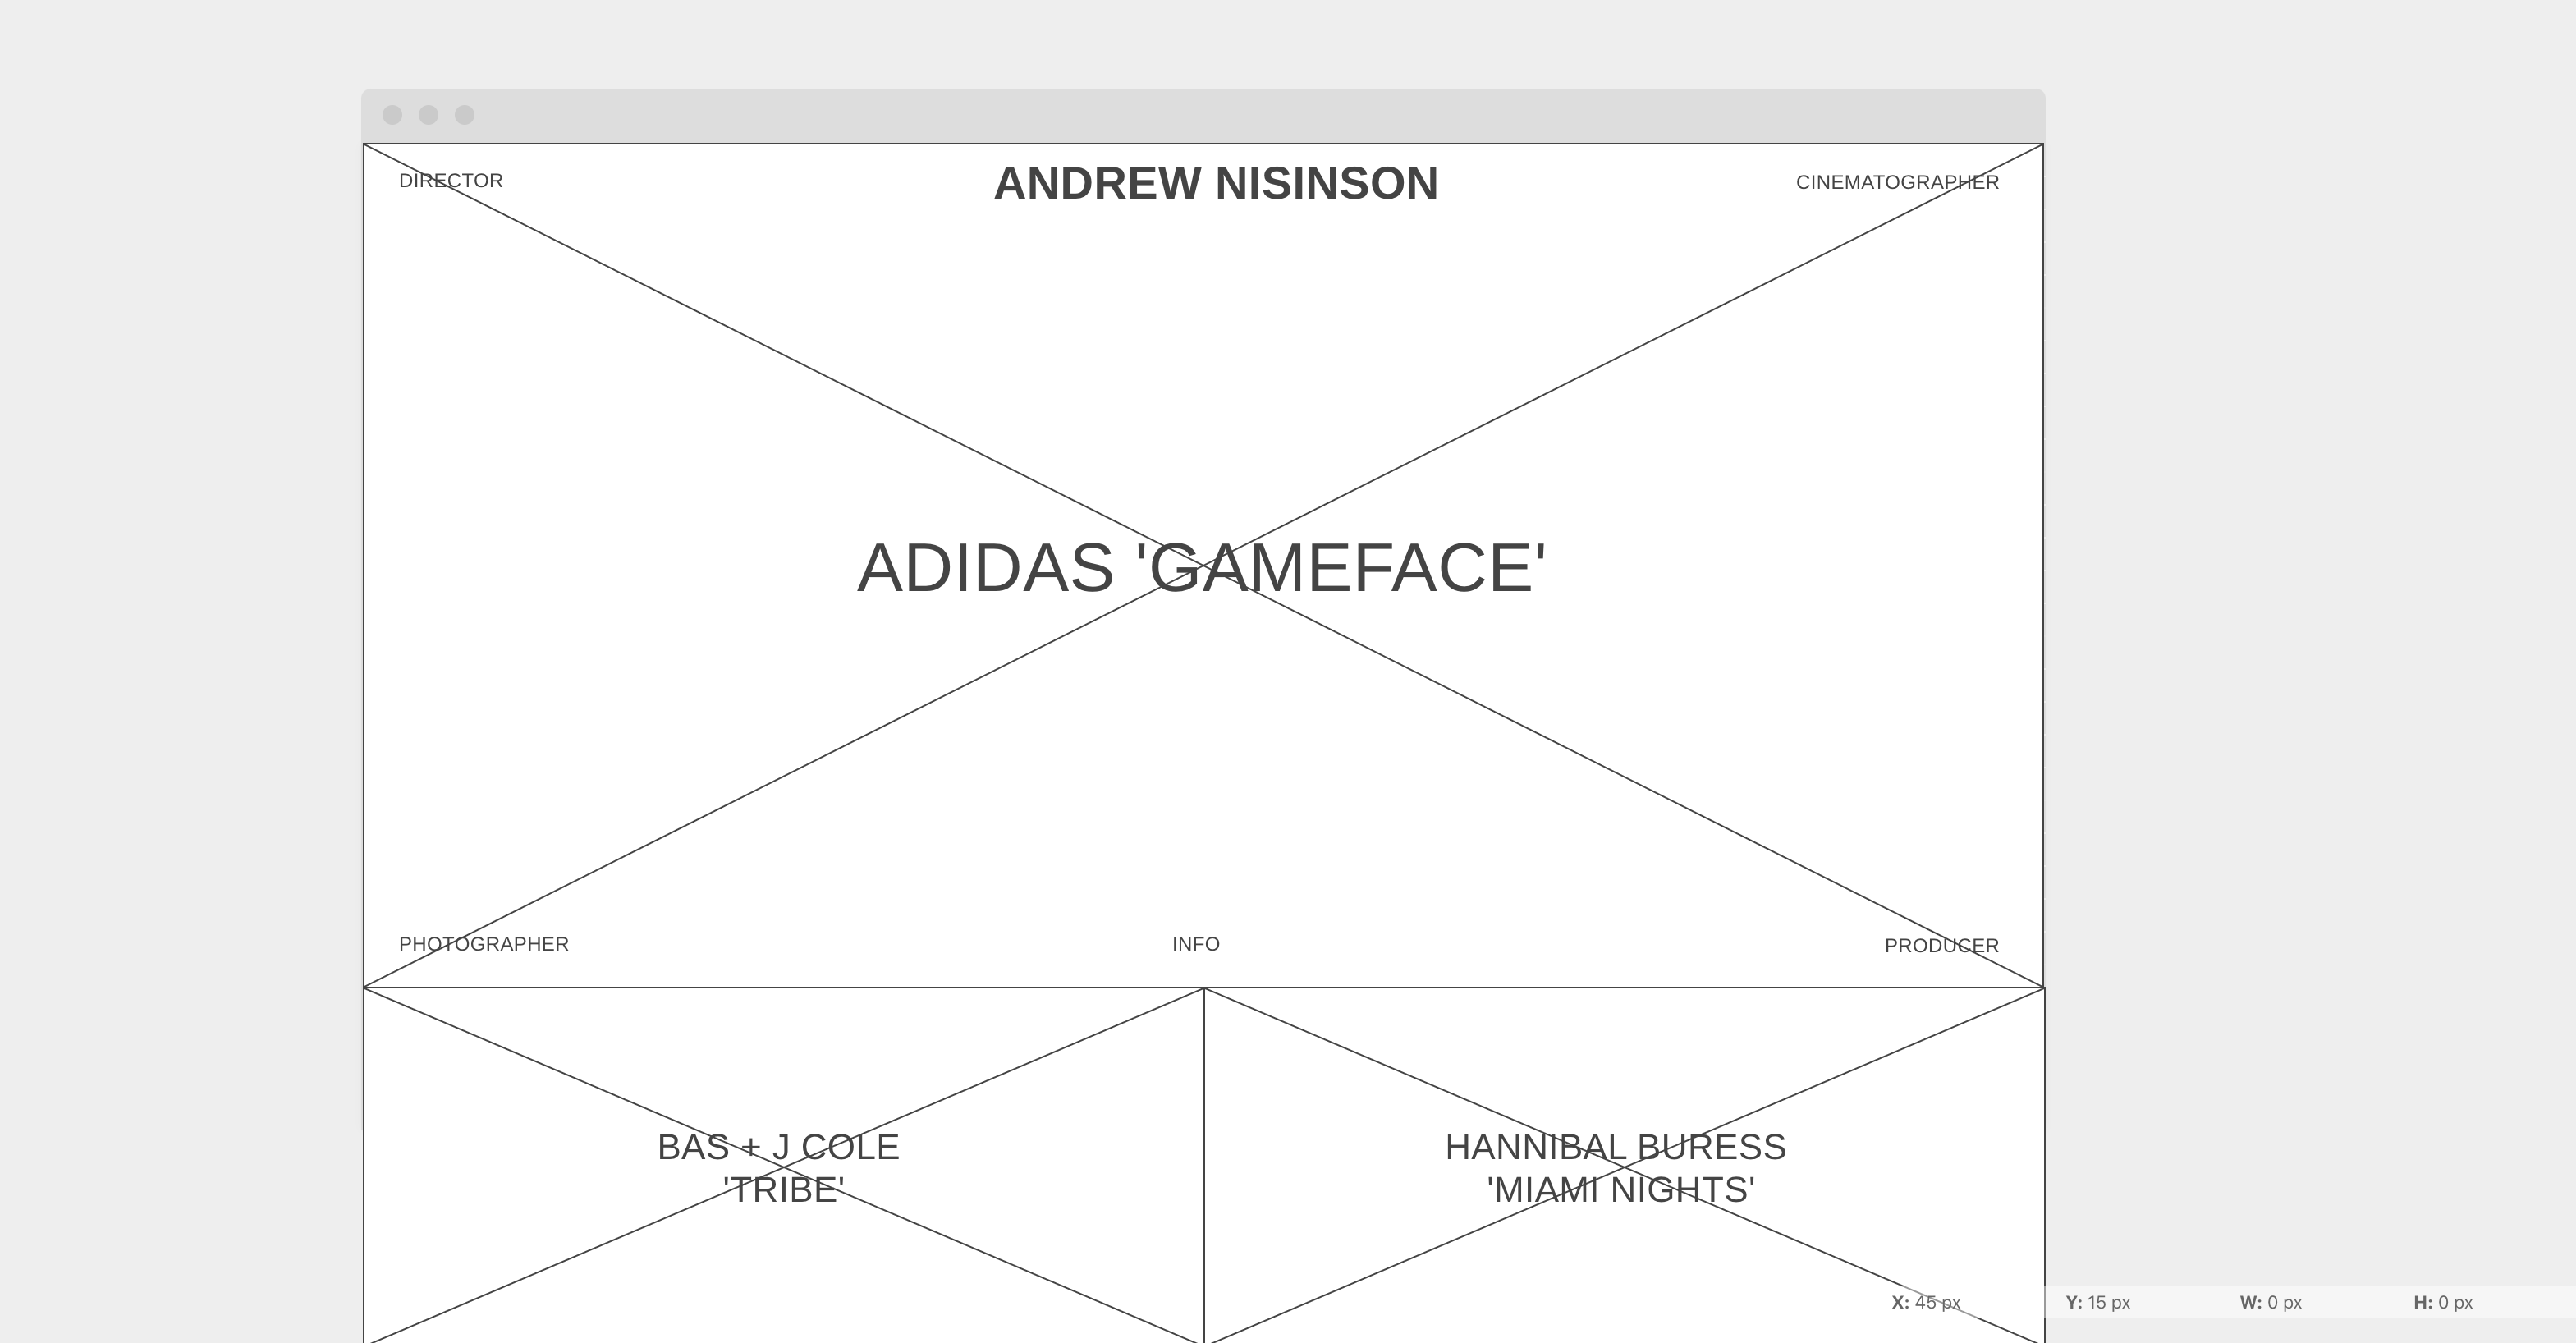 DIRECTOR
ANDREW NISINSON
CINEMATOGRAPHER
ADIDAS 'GAMEFACE'
PHOTOGRAPHER
INFO
PRODUCER
BAS + J COLE
'TRIBE'
HANNIBAL BURESS
'MIAMI NIGHTS'
X: 45 px Y: 15 px W: 0 px H: 0 px